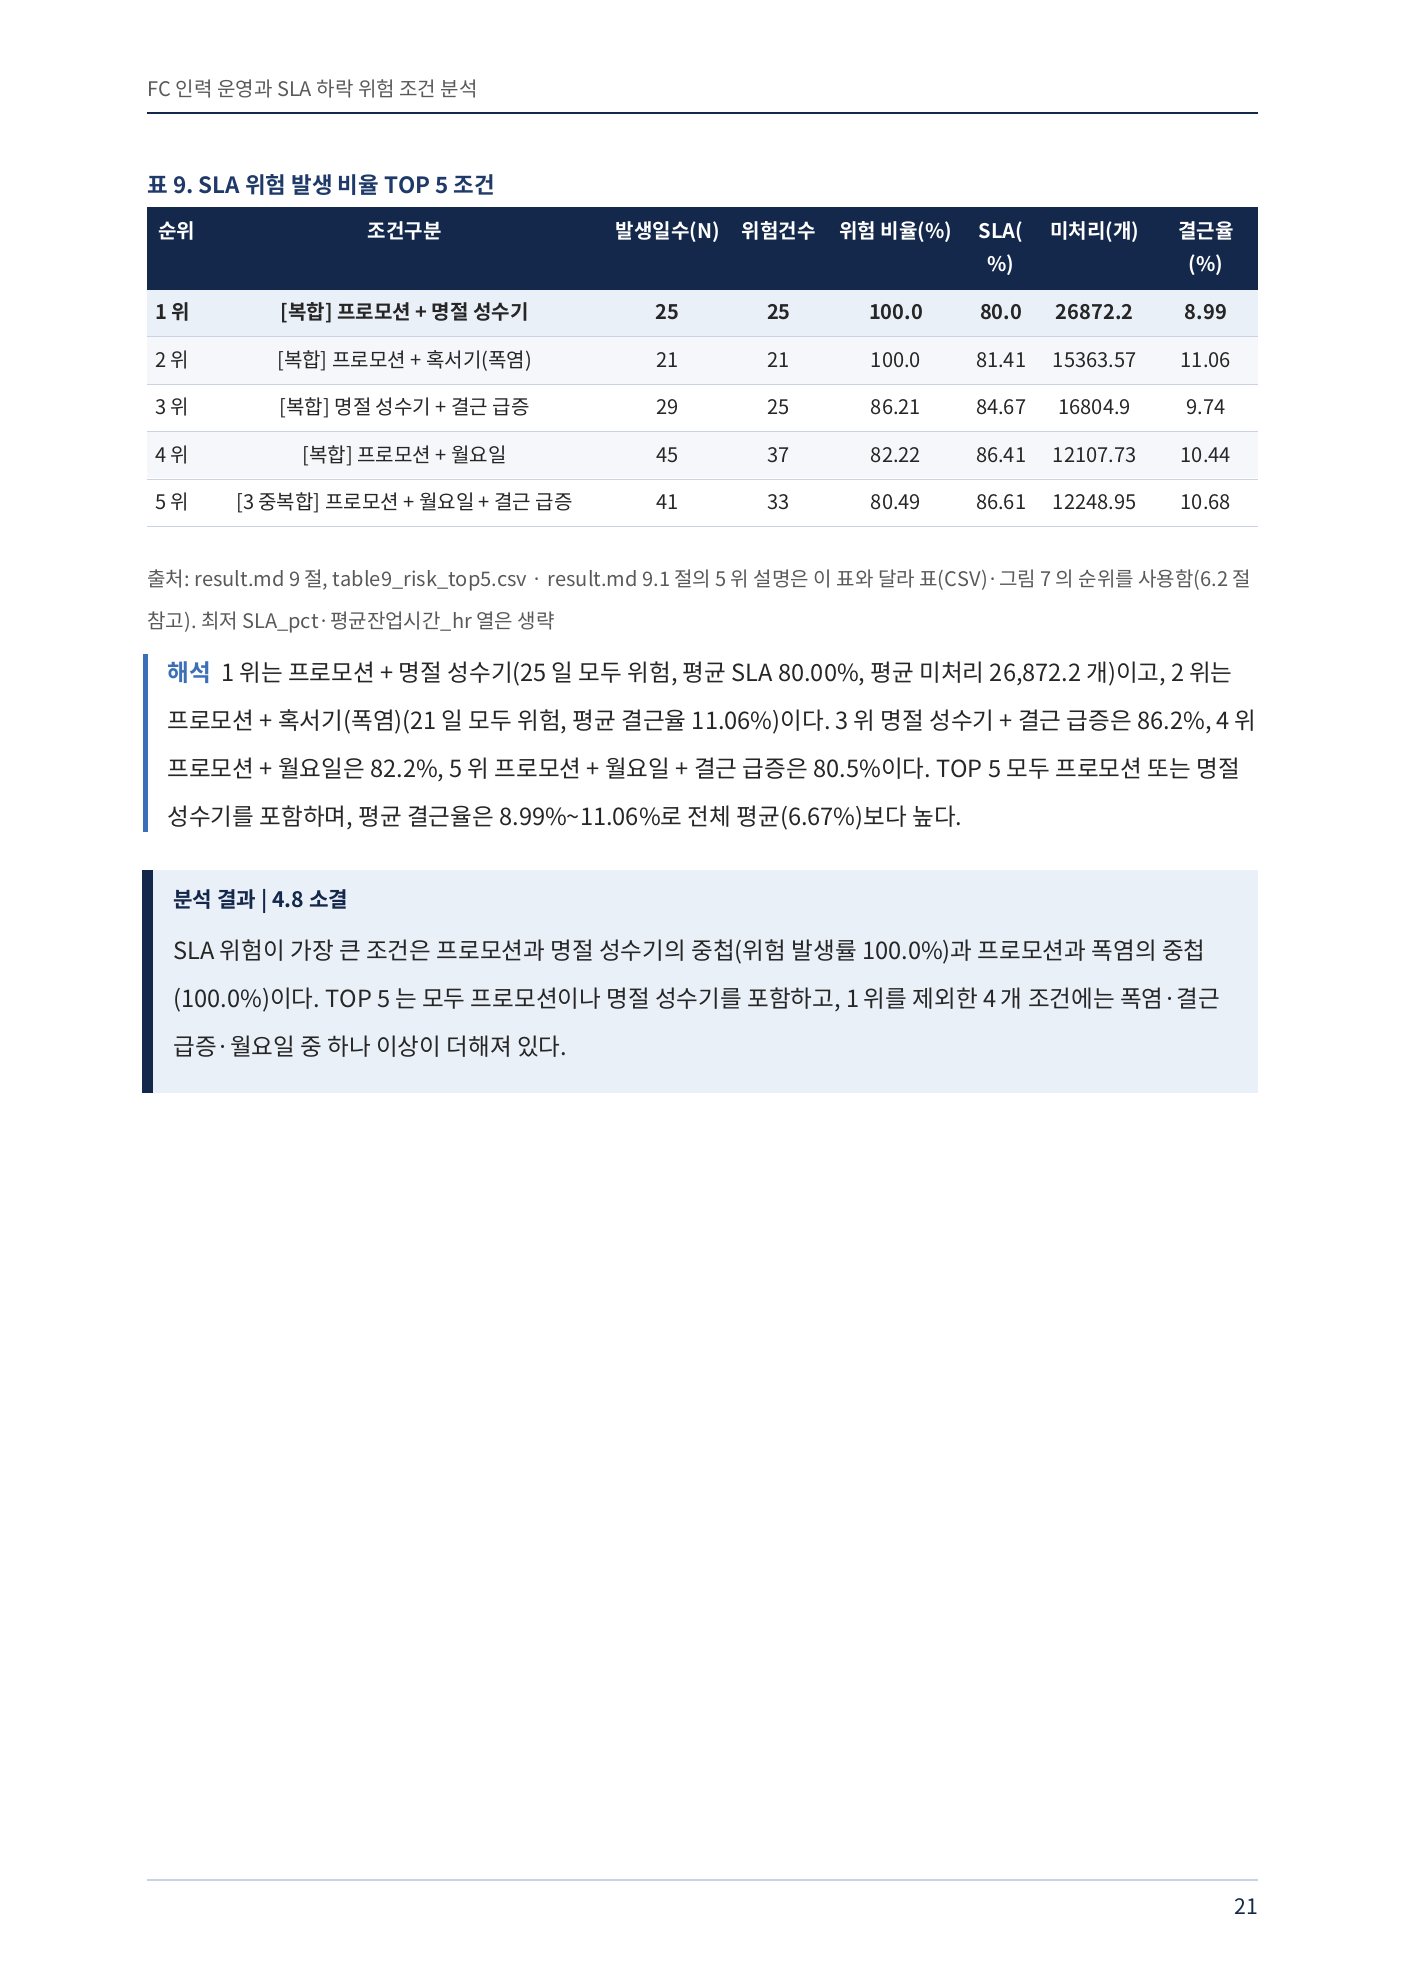 FC 인력 운영과 SLA 하락 위험 조건 분석
표 9. SLA 위험 발생 비율 TOP 5 조건
순위 조건구분 발생일수(N) 위험건수 위험 비율(%) SLA( 미처리(개) 결근율
%) (%)
1 위 [복합] 프로모션 + 명절 성수기 25 25 100.0 80.0 26872.2 8.99
2 위 [복합] 프로모션 + 혹서기(폭염) 21 21 100.0 81.41 15363.57 11.06
3 위 [복합] 명절 성수기 + 결근 급증 29 25 86.21 84.67 16804.9 9.74
4 위 [복합] 프로모션 + 월요일 45 37 82.22 86.41 12107.73 10.44
5 위 [3 중복합] 프로모션 + 월요일 + 결근 급증 41 33 80.49 86.61 12248.95 10.68
출처: result.md 9 절, table9_risk_top5.csv · result.md 9.1 절의 5 위 설명은 이 표와 달라 표(CSV)·그림 7 의 순위를 사용함(6.2 절
참고). 최저 SLA_pct·평균잔업시간_hr 열은 생략
해석 1 위는 프로모션 + 명절 성수기(25 일 모두 위험, 평균 SLA 80.00%, 평균 미처리 26,872.2 개)이고, 2 위는
프로모션 + 혹서기(폭염)(21 일 모두 위험, 평균 결근율 11.06%)이다. 3 위 명절 성수기 + 결근 급증은 86.2%, 4 위
프로모션 + 월요일은 82.2%, 5 위 프로모션 + 월요일 + 결근 급증은 80.5%이다. TOP 5 모두 프로모션 또는 명절
성수기를 포함하며, 평균 결근율은 8.99%~11.06%로 전체 평균(6.67%)보다 높다.
분석 결과 | 4.8 소결
SLA 위험이 가장 큰 조건은 프로모션과 명절 성수기의 중첩(위험 발생률 100.0%)과 프로모션과 폭염의 중첩
(100.0%)이다. TOP 5 는 모두 프로모션이나 명절 성수기를 포함하고, 1 위를 제외한 4 개 조건에는 폭염·결근
급증·월요일 중 하나 이상이 더해져 있다.
21